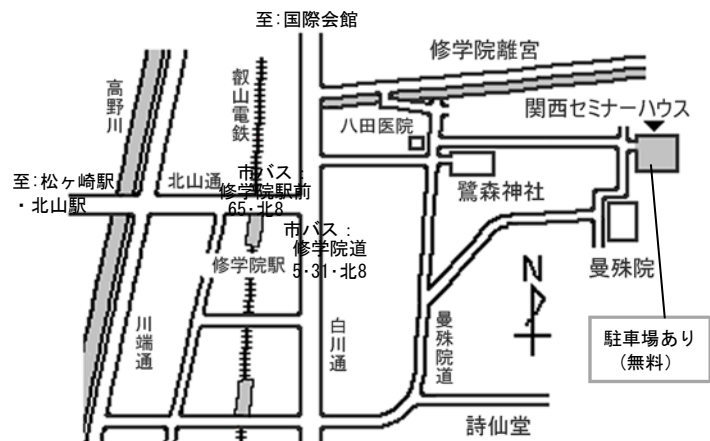 至:国際会館
修学院離宮
高野川
叡山電鉄
関西セミナーハウス
八田医院
至:松ヶ崎駅
・北山駅
北山通
市バス:
修学院駅前
65・北8
鷺森神社
市バス:
修学院道
5・31・北8
修学院駅
曼殊院
N
川端通
白川通
曼殊院道
駐車場あり
(無料)
詩仙堂